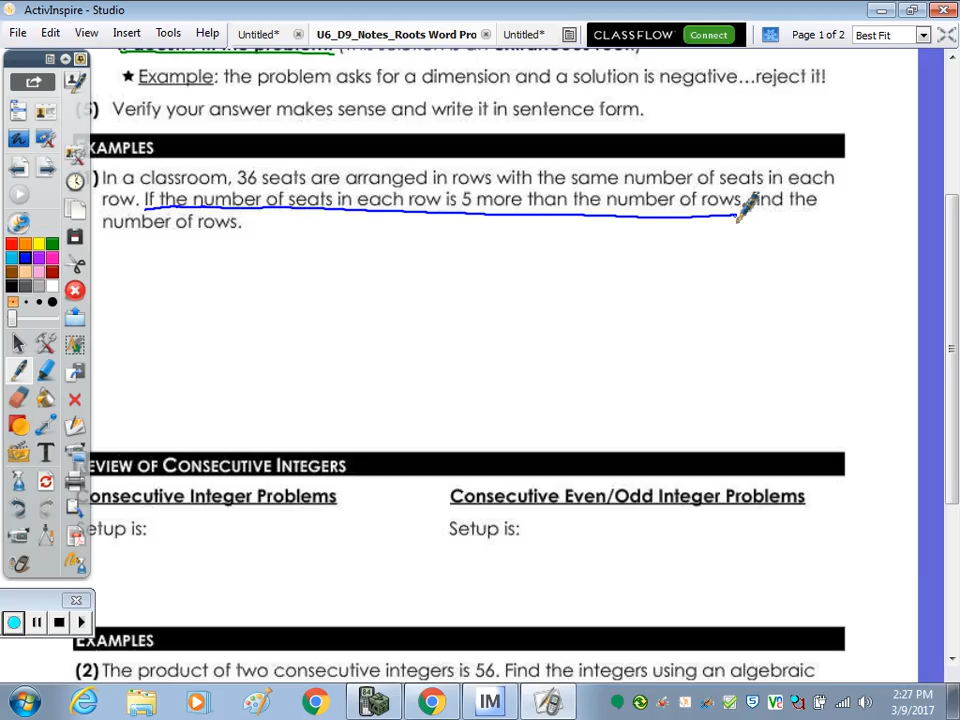 ActivInspire - Studio
File Edit View Insert Tools Help Untitled* U6_D9_Notes_Roots Word Pro Untitled* CLASSFLOW Connect Page 1 of 2 Best Fit
★ Example: the problem asks for a dimension and a solution is negative…reject it!
(5) Verify your answer makes sense and write it in sentence form.
EXAMPLES
) In a classroom, 36 seats are arranged in rows with the same number of seats in each
row. If the number of seats in each row is 5 more than the number of rows, find the
number of rows.
REVIEW OF CONSECUTIVE INTEGERS
Consecutive Integer Problems Consecutive Even/Odd Integer Problems
Setup is: Setup is:
EXAMPLES
(2) The product of two consecutive integers is 56. Find the integers using an algebraic
IM
2:27 PM
3/9/2017